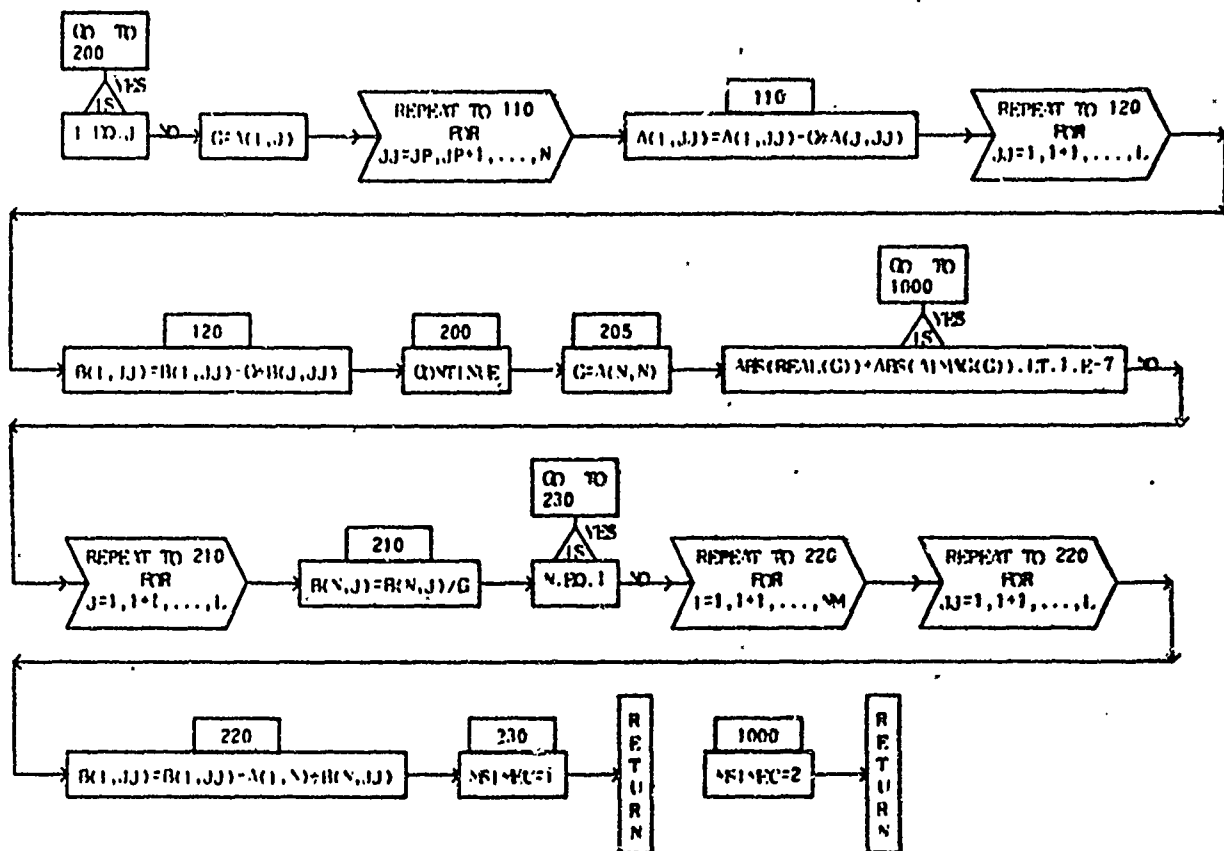 GO TO
200
YES
IS
I.EQ.J
NO
G=A(I,J)
REPEAT TO 110
FOR
JJ=JP,JP+1,...,N
110
A(I,JJ)=A(I,JJ)-G*A(J,JJ)
REPEAT TO 120
FOR
JJ=1,1+1,...,L
120
B(I,JJ)=B(I,JJ)-G*B(J,JJ)
200
CONTINUE
205
G=A(N,N)
GO TO
1000
YES
IS
ABS(REAL(G))+ABS(AIMAG(G)).LT.1.E-7
NO
REPEAT TO 210
FOR
J=1,1+1,...,L
210
B(N,J)=B(N,J)/G
GO TO
230
YES
IS
N.EQ.1
NO
REPEAT TO 220
FOR
I=1,1+1,...,NM
REPEAT TO 220
FOR
JJ=1,1+1,...,L
220
B(I,JJ)=B(I,JJ)-A(I,N)*B(N,JJ)
230
RETURN
1000
RETURN